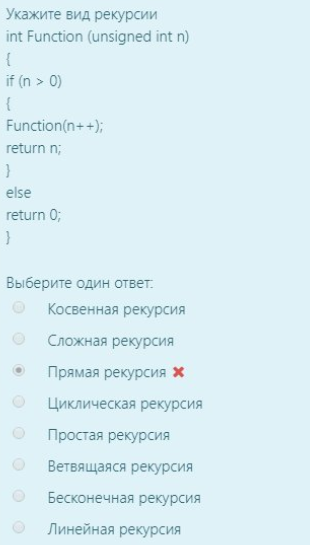 Укажите вид рекурсии
int Function (unsigned int n)
{
if (n > 0)
{
Function(n++);
return n;
}
else
return 0;
}
Выберите один ответ:
Косвенная рекурсия
Сложная рекурсия
Прямая рекурсия
Циклическая рекурсия
Простая рекурсия
Ветвящаяся рекурсия
Бесконечная рекурсия
Линейная рекурсия